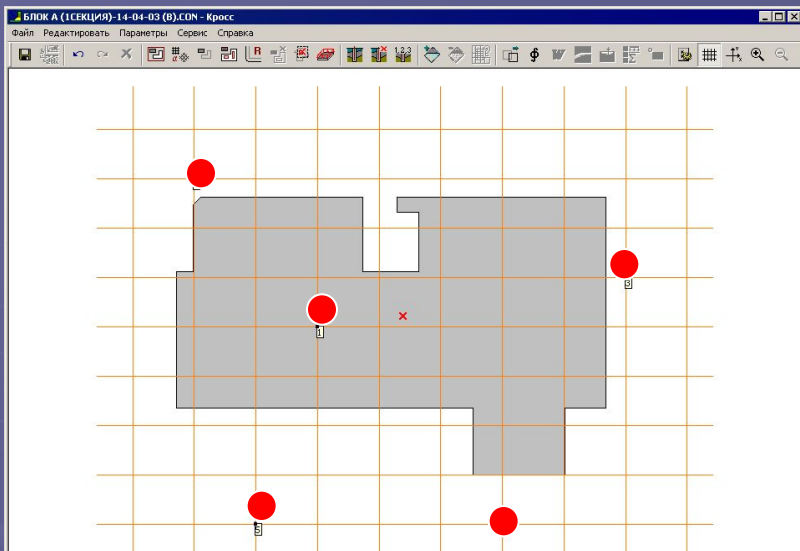 БЛОК А (1СЕКЦИЯ)-14-04-03 (В).CON - Кросс
Файл Редактировать Параметры Сервис Справка
R
1,2,3
W
3
1
5